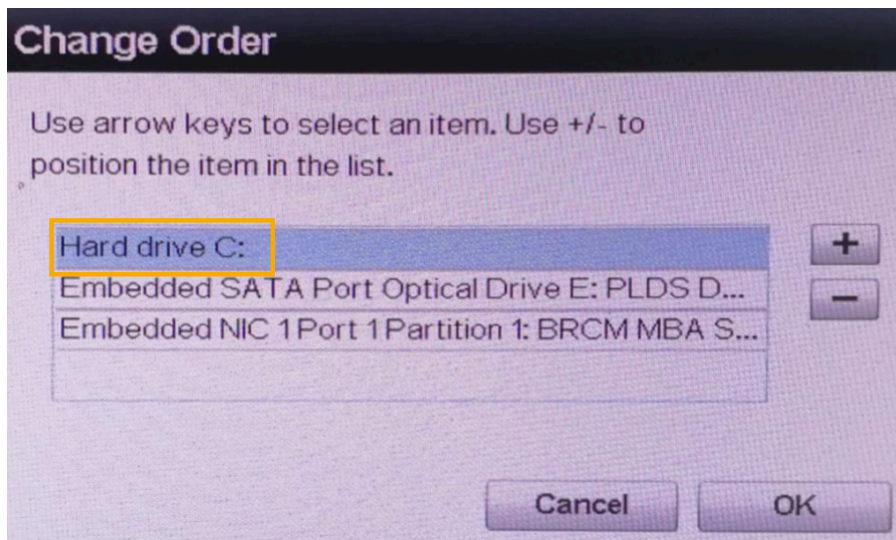 Change Order
Use arrow keys to select an item. Use +/- to
position the item in the list.
Hard drive C:
+
Embedded SATA Port Optical Drive E: PLDS D...
−
Embedded NIC 1 Port 1 Partition 1: BRCM MBA S...
Cancel
OK